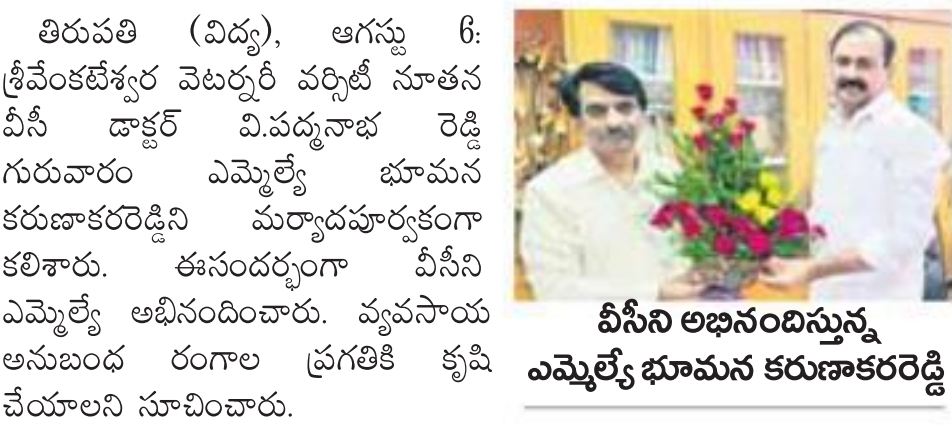 తిరుపతి (విద్య), ఆగస్టు 6:
శ్రీవేంకటేశ్వర వెటర్నరీ వర్సిటీ నూతన
వీసీ డాక్టర్ వి.పద్మనాభ రెడ్డి
గురువారం ఎమ్మెల్యే భూమన
కరుణాకరరెడ్డిని మర్యాదపూర్వకంగా
కలిశారు. ఈసందర్భంగా వీసీని
ఎమ్మెల్యే అభినందించారు. వ్యవసాయ
అనుబంధ రంగాల ప్రగతికి కృషి
చేయాలని సూచించారు.
వీసీని అభినందిస్తున్న
ఎమ్మెల్యే భూమన కరుణాకరరెడ్డి